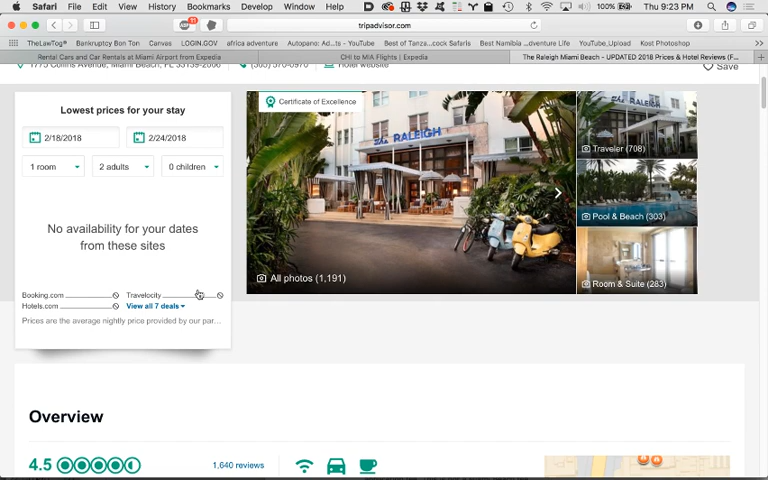 Safari File Edit View History Bookmarks Develop Window Help 100% Thu 9:23 PM
11 tripadvisor.com
TheLawTog® Bankruptcy Bon Ton Canvas LOGIN.GOV africa adventure Autopano: Ad...ts - YouTube Best of Tanza...cock Safaris Best Namibia ...dventure Life YouTube_Upload Kost Photoshop
Rental Cars and Car Rentals at Miami Airport from Expedia CHI to MIA Flights | Expedia The Raleigh Miami Beach - UPDATED 2018 Prices & Hotel Reviews (F...
1775 Collins Avenue, Miami Beach, FL 33139-2006 Hotel website Save
Lowest prices for your stay
2/18/2018 2/24/2018
1 room 2 adults 0 children
No availability for your dates
from these sites
Booking.com Travelocity
Hotels.com View all 7 deals
Prices are the average nightly price provided by our par...
Certificate of Excellence
The RALEIGH
All photos (1,191)
Traveler (708)
Pool & Beach (303)
Room & Suite (283)
Overview
4.5 1,640 reviews